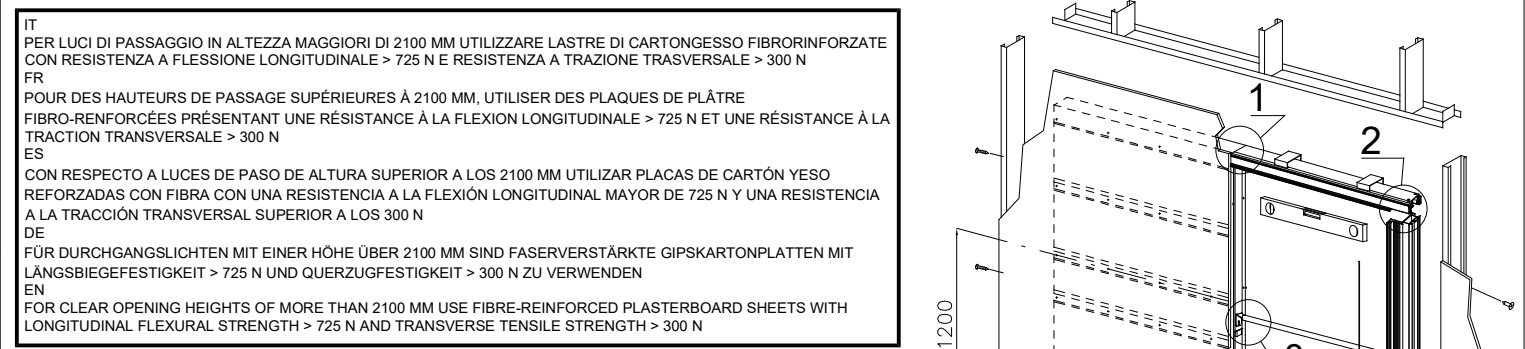 IT
PER LUCI DI PASSAGGIO IN ALTEZZA MAGGIORI DI 2100 MM UTILIZZARE LASTRE DI CARTONGESSO FIBRORINFORZATE
CON RESISTENZA A FLESSIONE LONGITUDINALE > 725 N E RESISTENZA A TRAZIONE TRASVERSALE > 300 N
FR
POUR DES HAUTEURS DE PASSAGE SUPÉRIEURES À 2100 MM, UTILISER DES PLAQUES DE PLÂTRE
FIBRO-RENFORCÉES PRÉSENTANT UNE RÉSISTANCE À LA FLEXION LONGITUDINALE > 725 N ET UNE RÉSISTANCE À LA
TRACTION TRANSVERSALE > 300 N
ES
CON RESPECTO A LUCES DE PASO DE ALTURA SUPERIOR A LOS 2100 MM UTILIZAR PLACAS DE CARTÓN YESO
REFORZADAS CON FIBRA CON UNA RESISTENCIA A LA FLEXIÓN LONGITUDINAL MAYOR DE 725 N Y UNA RESISTENCIA
A LA TRACCIÓN TRANSVERSAL SUPERIOR A LOS 300 N
DE
FÜR DURCHGANGSLICHTEN MIT EINER HÖHE ÜBER 2100 MM SIND FASERVERSTÄRKTE GIPSKARTONPLATTEN MIT
LÄNGSBIEGEFESTIGKEIT > 725 N UND QUERZUGFESTIGKEIT > 300 N ZU VERWENDEN
EN
FOR CLEAR OPENING HEIGHTS OF MORE THAN 2100 MM USE FIBRE-REINFORCED PLASTERBOARD SHEETS WITH
LONGITUDINAL FLEXURAL STRENGTH > 725 N AND TRANSVERSE TENSILE STRENGTH > 300 N
1
2
1200